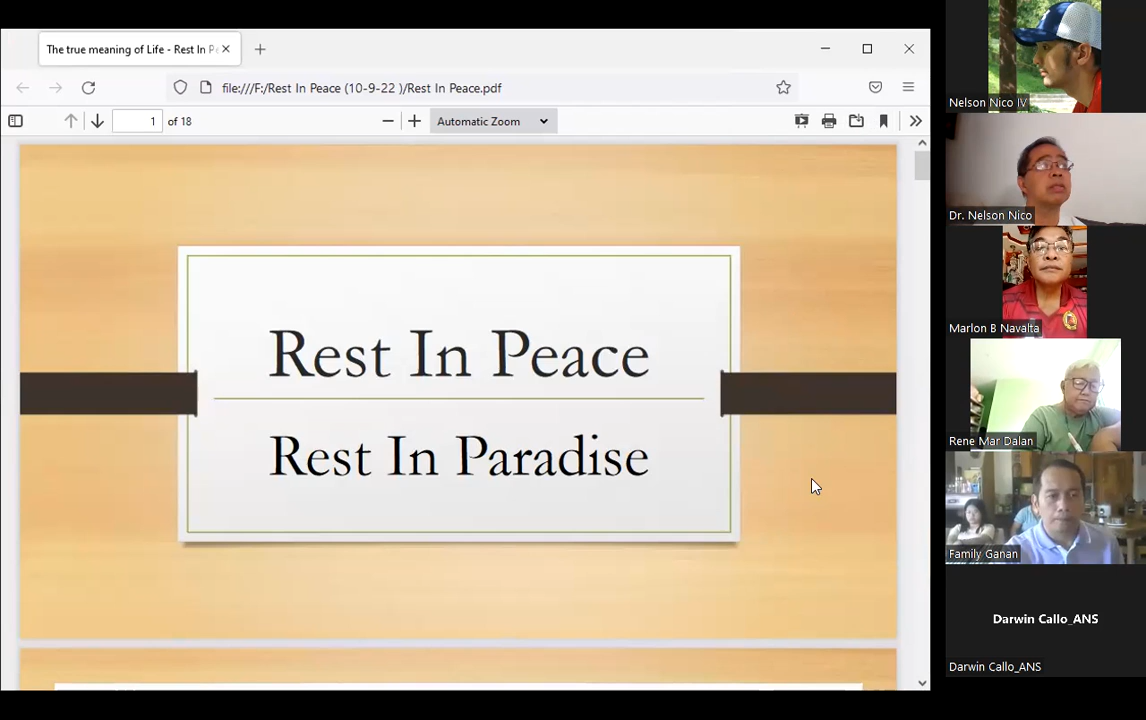 The true meaning of Life - Rest In P
file:///F:/Rest In Peace (10-9-22 )/Rest In Peace.pdf
1 of 18
Automatic Zoom
Rest In Peace
Rest In Paradise
Nelson Nico IV
Dr. Nelson Nico
Marlon B Navalta
Rene Mar Dalan
Family Ganan
Darwin Callo_ANS
Darwin Callo_ANS